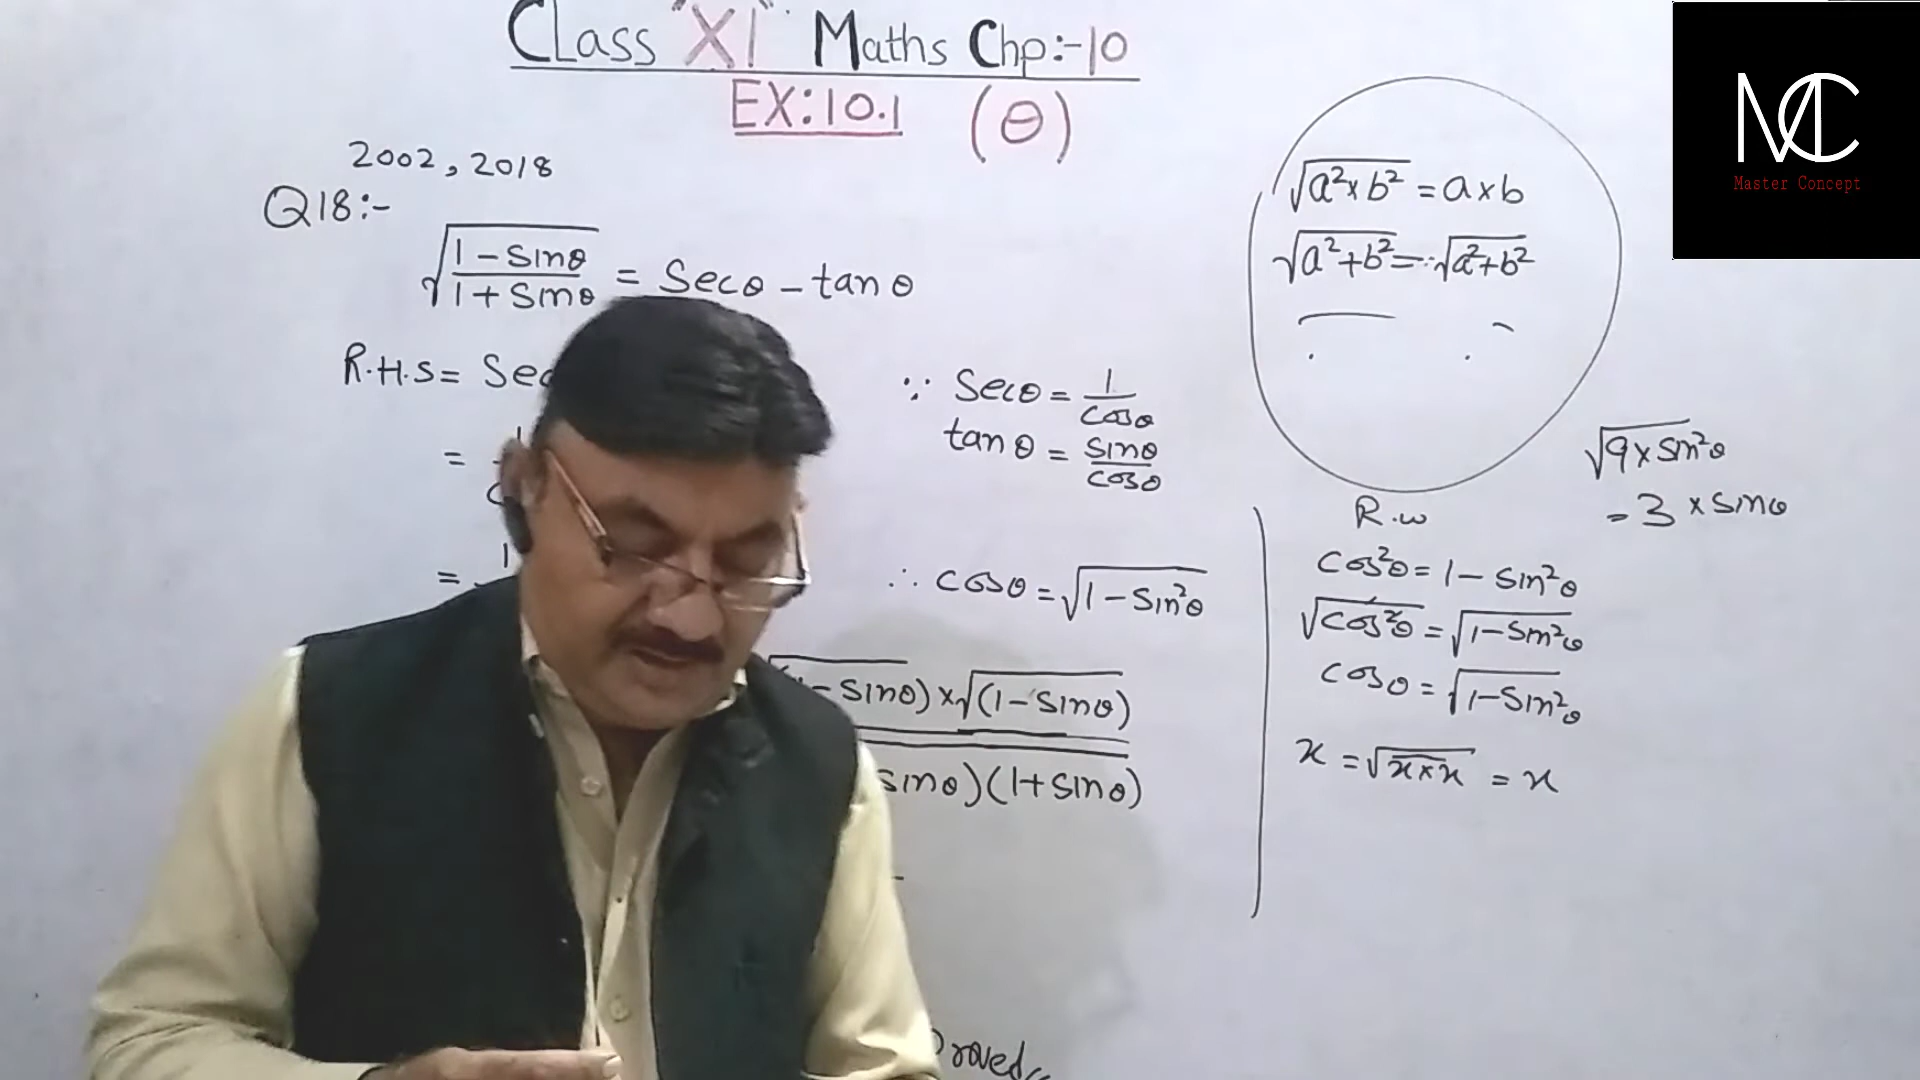 Class "XI" Maths Chp:-10
EX:10.1 (θ)
2002, 2018
Q18:-
√(1-Sinθ)/(1+Sinθ) = Secθ - tanθ
R.H.S = Sec
=
=
∵ Secθ = 1/cosθ
tanθ = sinθ/cosθ
∴ cosθ = √1-Sin²θ
- sinθ) × √(1-sinθ)
sinθ)(1+sinθ)
Proved
√a²×b² = a×b
√a²+b² = √a²+b²
√9×sin²θ
= 3 × sinθ
R.w
cos²θ = 1 - sin²θ
√cos²θ = √1-sin²θ
cosθ = √1-sin²θ
x = √x×x = x
MC
Master Concept